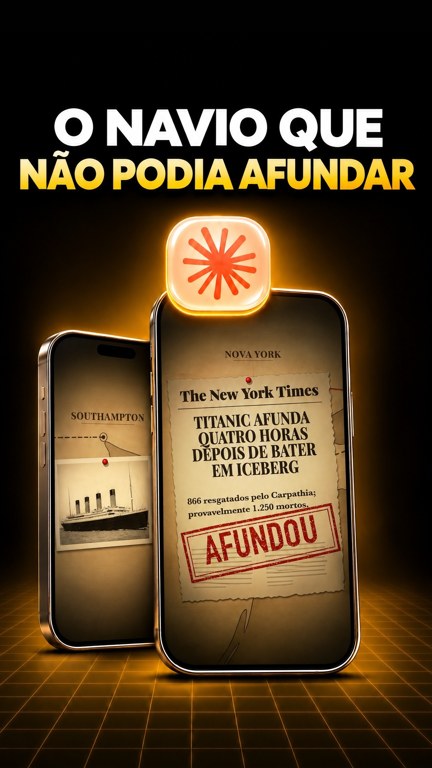 O NAVIO QUE
NÃO PODIA AFUNDAR
SOUTHAMPTON
NOVA YORK
The New York Times
TITANIC AFUNDA
QUATRO HORAS
DEPOIS DE BATER
EM ICEBERG
866 resgatados pelo Carpathia;
provavelmente 1.250 mortos.
AFUNDOU